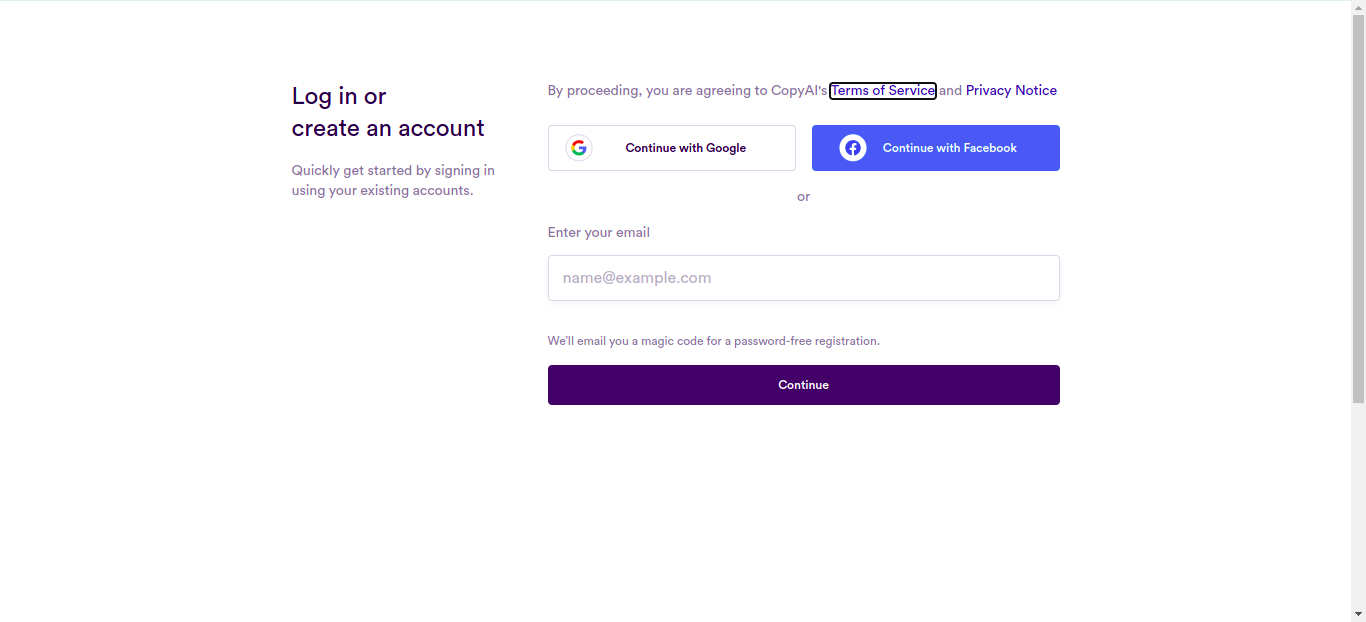 Log in or
create an account
Quickly get started by signing in
using your existing accounts.
By proceeding, you are agreeing to CopyAI's Terms of Service and Privacy Notice
Continue with Google
Continue with Facebook
or
Enter your email
name@example.com
We'll email you a magic code for a password-free registration.
Continue